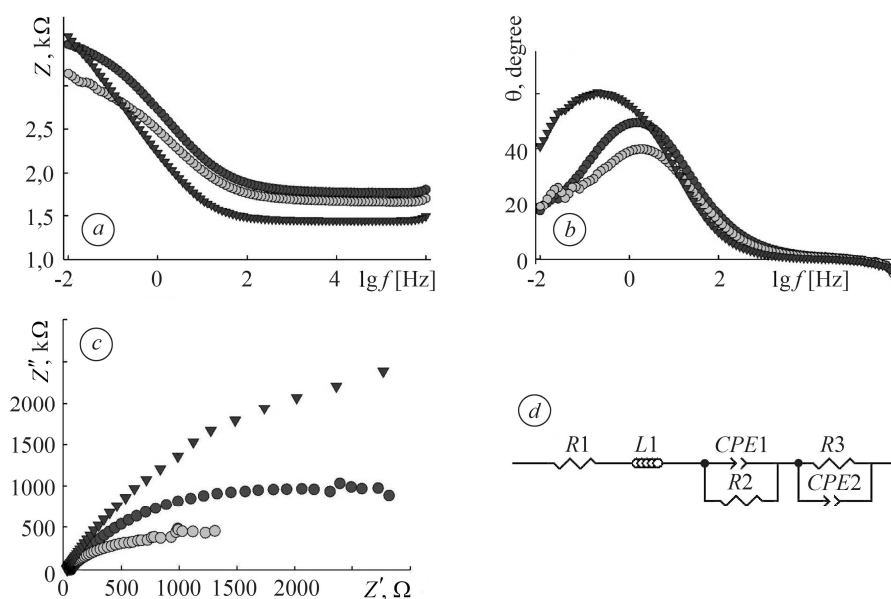 Z, kΩ
2,5
2,0
1,5
1,0
-2
0
2
4
lg f [Hz]
a
θ, degree
40
20
0
-2
0
lg f [Hz]
b
Z″, kΩ
2000
1500
1000
500
0
0
500
1000
1500
2000
Z′, Ω
c
d
R1
L1
CPE1
R2
R3
CPE2